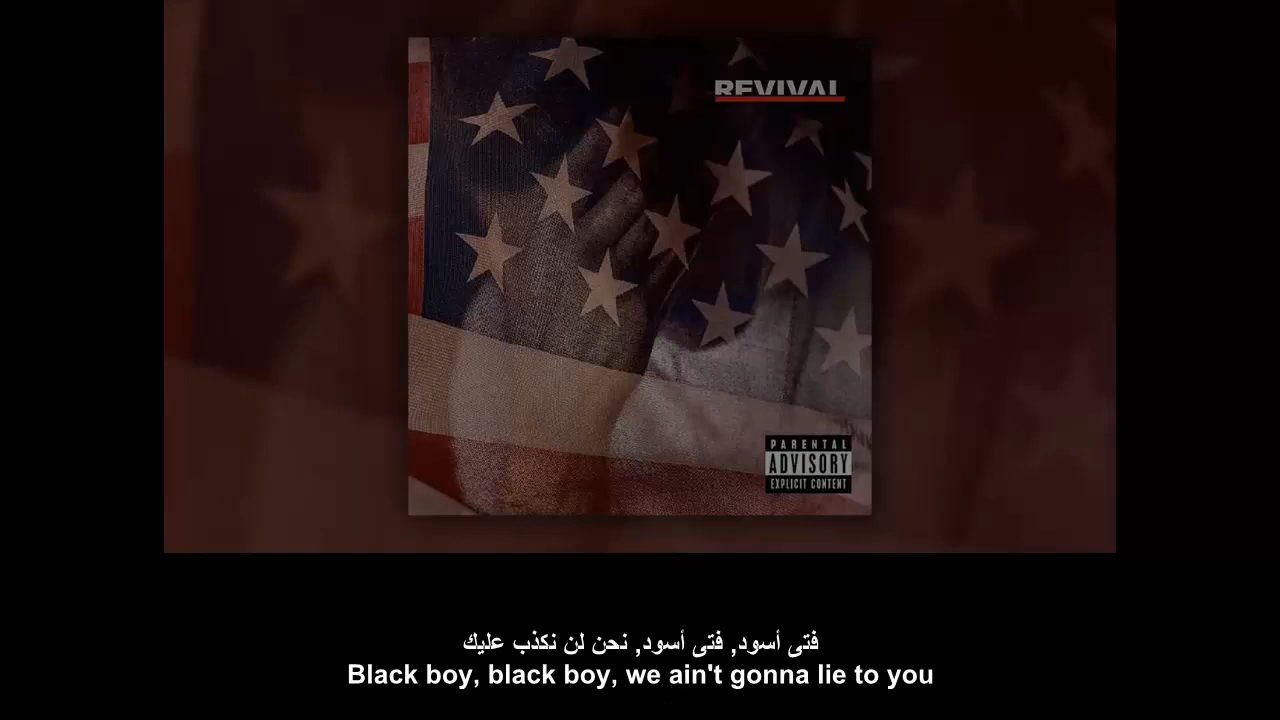 REVIVAL
PARENTAL
ADVISORY
EXPLICIT CONTENT
فتى أسود, فتى أسود, نحن لن نكذب عليك
Black boy, black boy, we ain't gonna lie to you